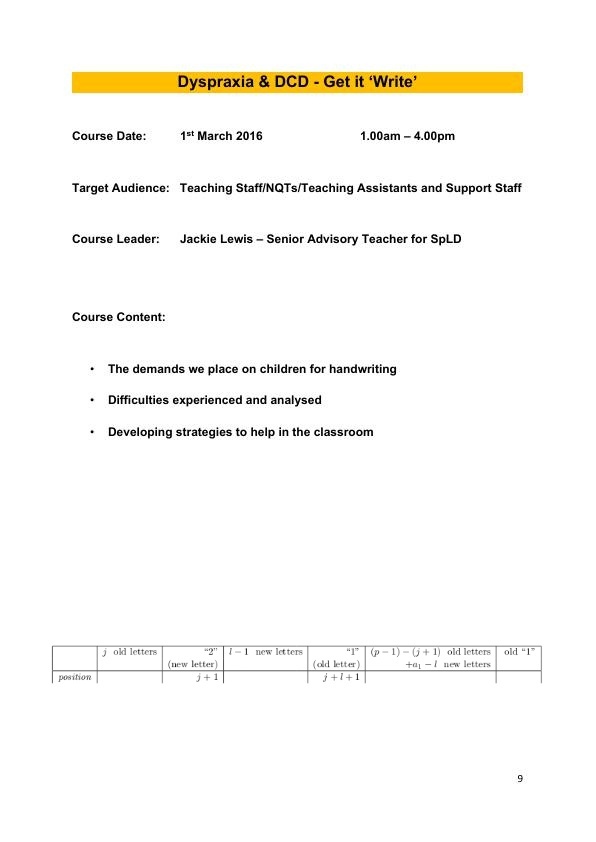 Dyspraxia & DCD - Get it ‘Write’
Course Date: 1st March 2016 1.00am – 4.00pm
Target Audience: Teaching Staff/NQTs/Teaching Assistants and Support Staff
Course Leader: Jackie Lewis – Senior Advisory Teacher for SpLD
Course Content:
• The demands we place on children for handwriting
• Difficulties experienced and analysed
• Developing strategies to help in the classroom
j old letters “2” l − 1 new letters “1” (p − 1) − (j + 1) old letters old “1”
(new letter) (old letter) +a₁ − l new letters
position j + 1 j + l + 1
9